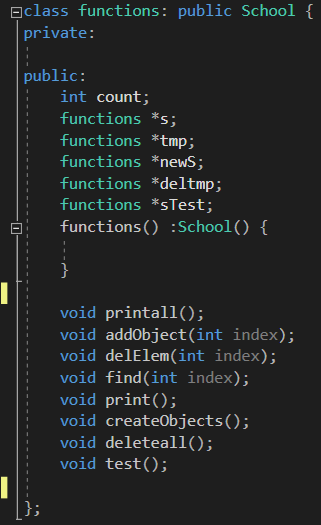 class functions: public School {
private:
public:
int count;
functions *s;
functions *tmp;
functions *newS;
functions *deltmp;
functions *sTest;
functions() :School() {
}
void printall();
void addObject(int index);
void delElem(int index);
void find(int index);
void print();
void createObjects();
void deleteall();
void test();
};